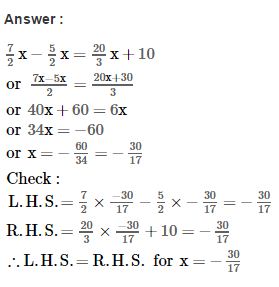 Answer :
7/2 x − 5/2 x = 20/3 x + 10
or (7x−5x)/2 = (20x+30)/3
or 40x + 60 = 6x
or 34x = −60
or x = − 60/34 = − 30/17
Check :
L.H.S. = 7/2 × −30/17 − 5/2 × − 30/17 = − 30/17
R.H.S. = 20/3 × −30/17 + 10 = − 30/17
∴ L.H.S. = R.H.S. for x = − 30/17